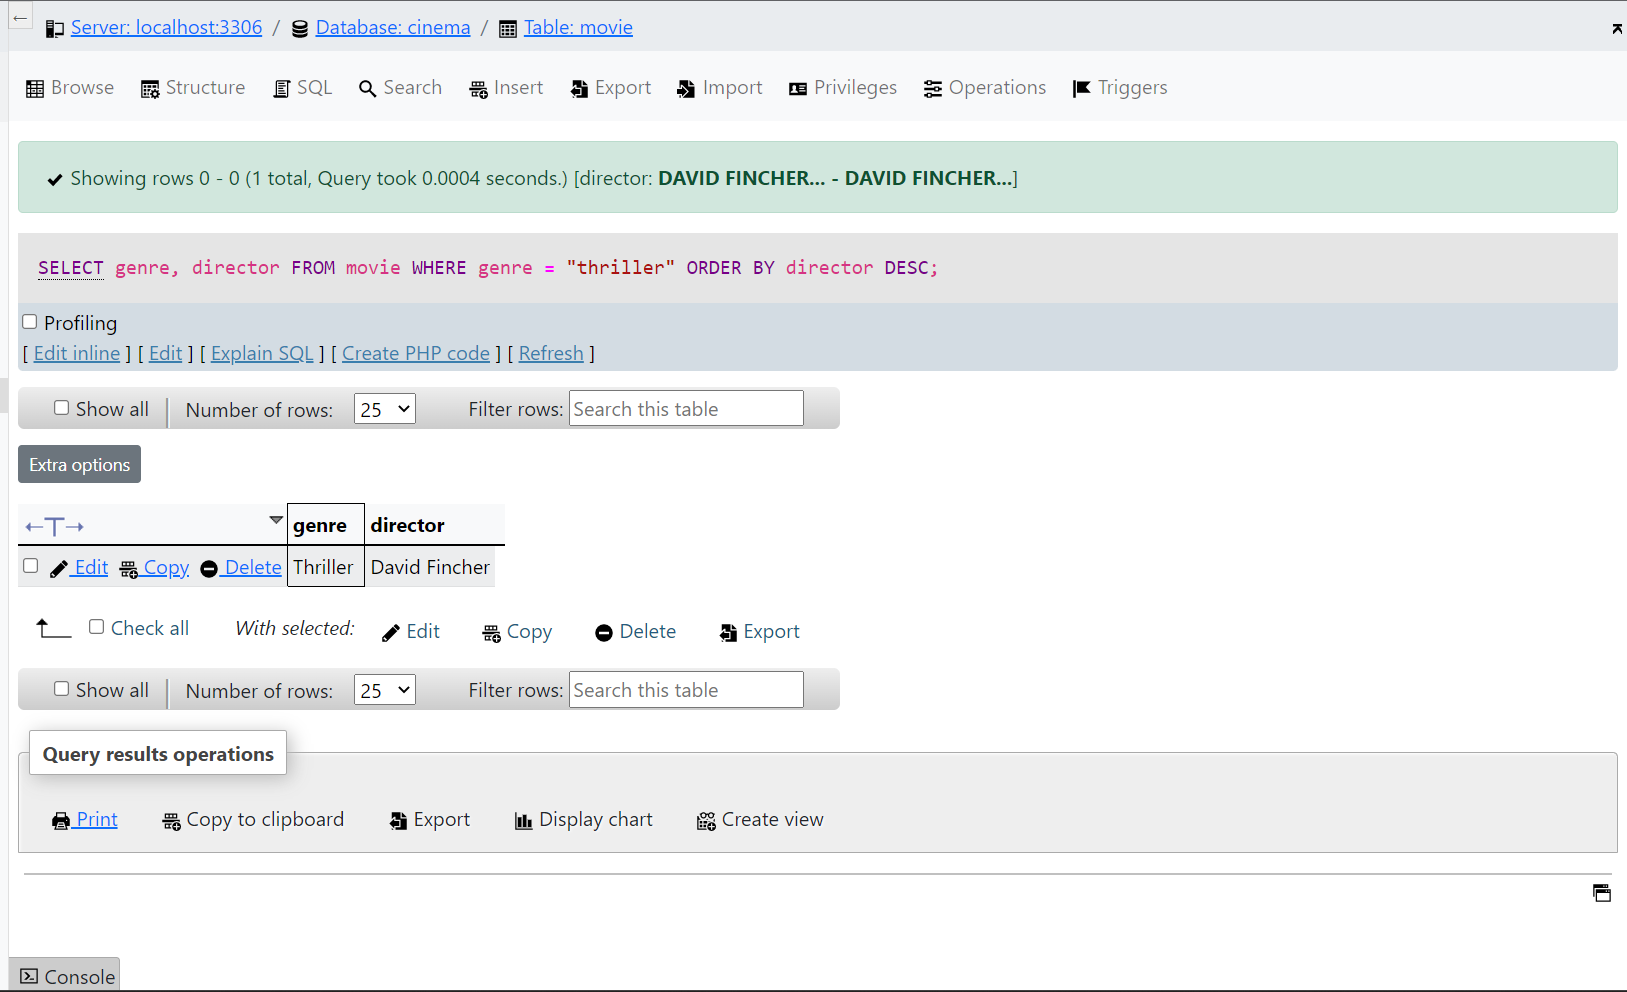 Server: localhost:3306 / Database: cinema / Table: movie
Browse Structure SQL Search Insert Export Import Privileges Operations Triggers
Showing rows 0 - 0 (1 total, Query took 0.0004 seconds.) [director: DAVID FINCHER... - DAVID FINCHER...]
SELECT genre, director FROM movie WHERE genre = "thriller" ORDER BY director DESC;
Profiling
[ Edit inline ] [ Edit ] [ Explain SQL ] [ Create PHP code ] [ Refresh ]
Show all Number of rows: 25 Filter rows: Search this table
Extra options
←T→ genre director
Edit Copy Delete Thriller David Fincher
Check all With selected: Edit Copy Delete Export
Show all Number of rows: 25 Filter rows: Search this table
Query results operations
Print Copy to clipboard Export Display chart Create view
Console